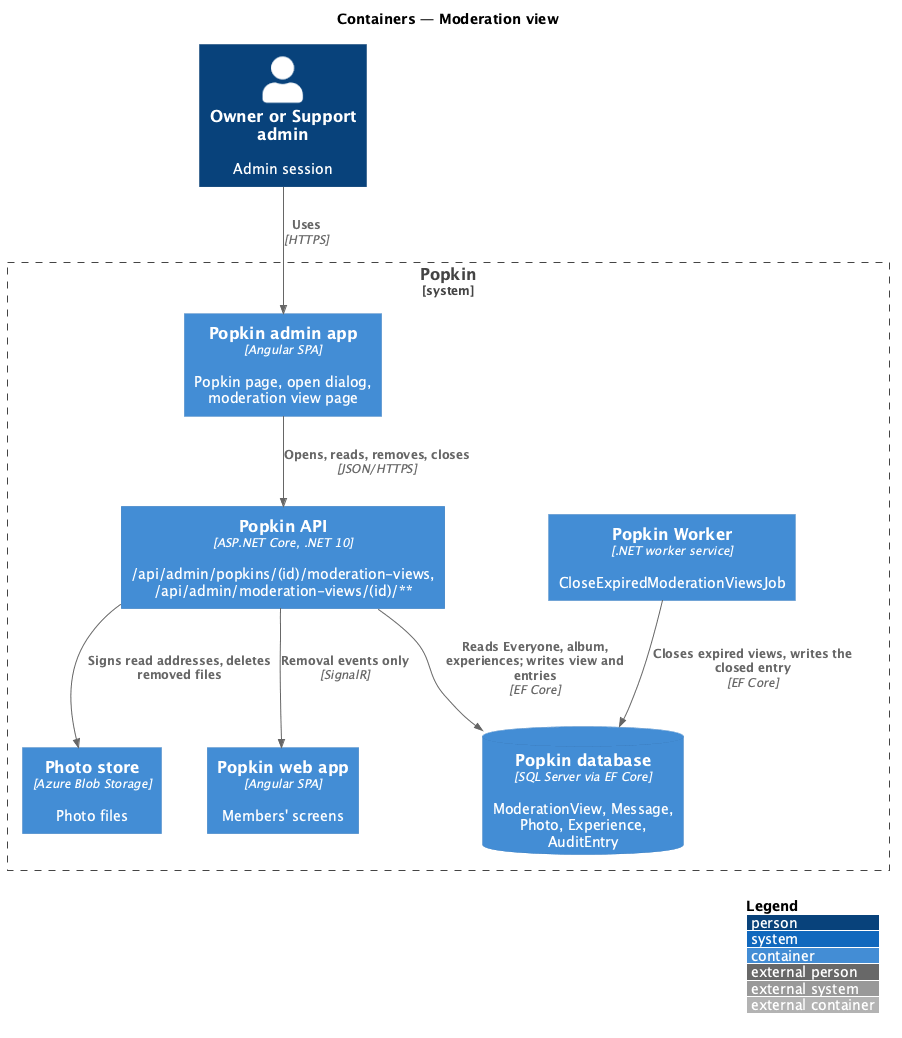 Containers — Moderation view
Owner or Support
admin
Admin session
Uses
[HTTPS]
Popkin
[system]
Popkin admin app
[Angular SPA]
Popkin page, open dialog,
moderation view page
Opens, reads, removes, closes
[JSON/HTTPS]
Popkin API
[ASP.NET Core, .NET 10]
/api/admin/popkins/(id)/moderation-views,
/api/admin/moderation-views/(id)/**
Popkin Worker
[.NET worker service]
CloseExpiredModerationViewsJob
Signs read addresses, deletes
removed files
Removal events only
[SignalR]
Reads Everyone, album,
experiences; writes view and
entries
[EF Core]
Closes expired views, writes the
closed entry
[EF Core]
Photo store
[Azure Blob Storage]
Photo files
Popkin web app
[Angular SPA]
Members' screens
Popkin database
[SQL Server via EF Core]
ModerationView, Message,
Photo, Experience,
AuditEntry
Legend
person
system
container
external person
external system
external container